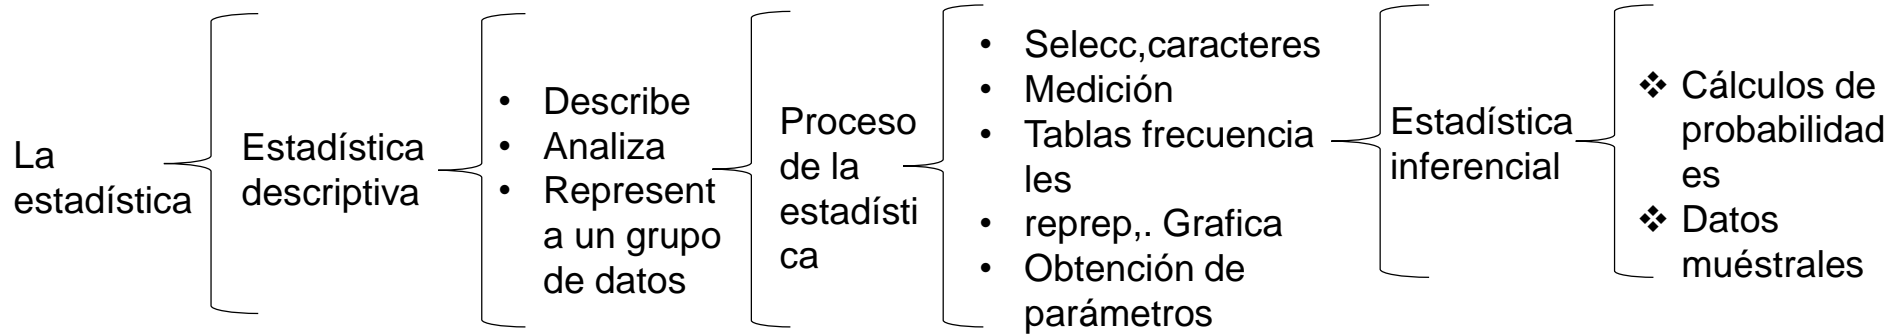 La
estadística
Estadística
descriptiva
• Describe
• Analiza
• Represent
a un grupo
de datos
Proceso
de la
estadísti
ca
• Selecc,caracteres
• Medición
• Tablas frecuencia
les
• reprep,. Grafica
• Obtención de
parámetros
Estadística
inferencial
❖ Cálculos de
probabilidad
es
❖ Datos
muéstrales